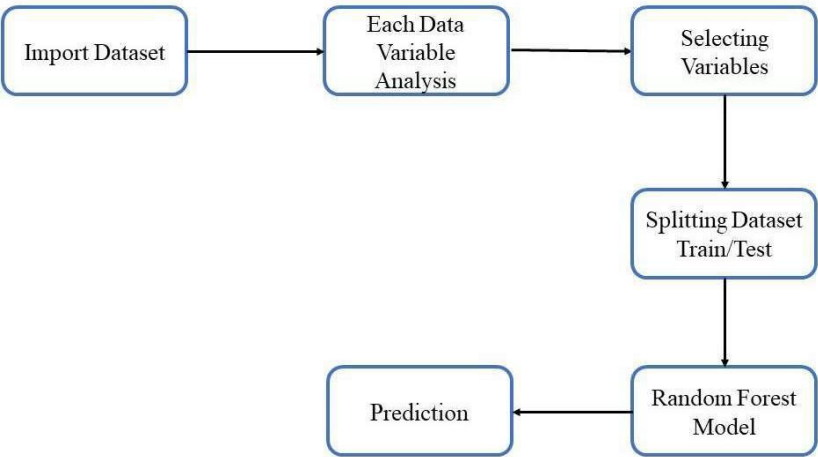 Import Dataset
Each Data
Variable
Analysis
Selecting
Variables
Splitting Dataset
Train/Test
Random Forest
Model
Prediction